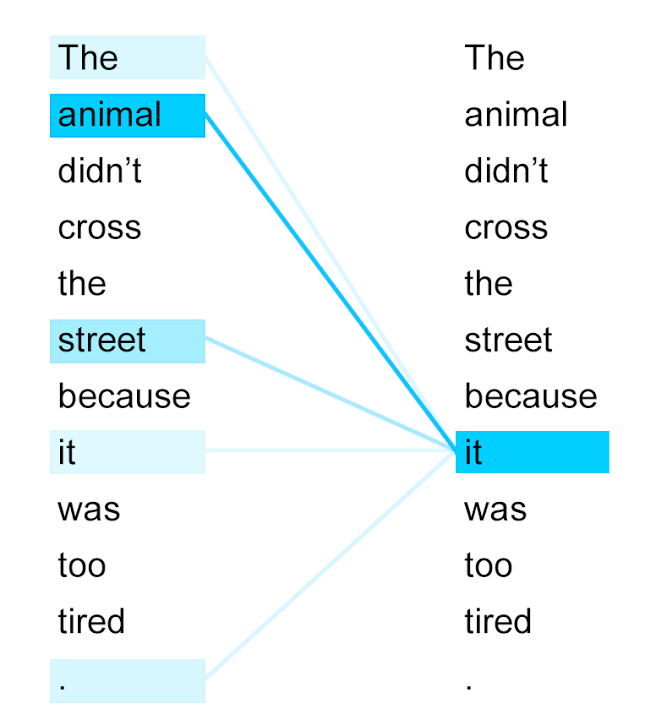 The
animal
didn’t
cross
the
street
because
it
was
too
tired
.
The
animal
didn’t
cross
the
street
because
it
was
too
tired
.